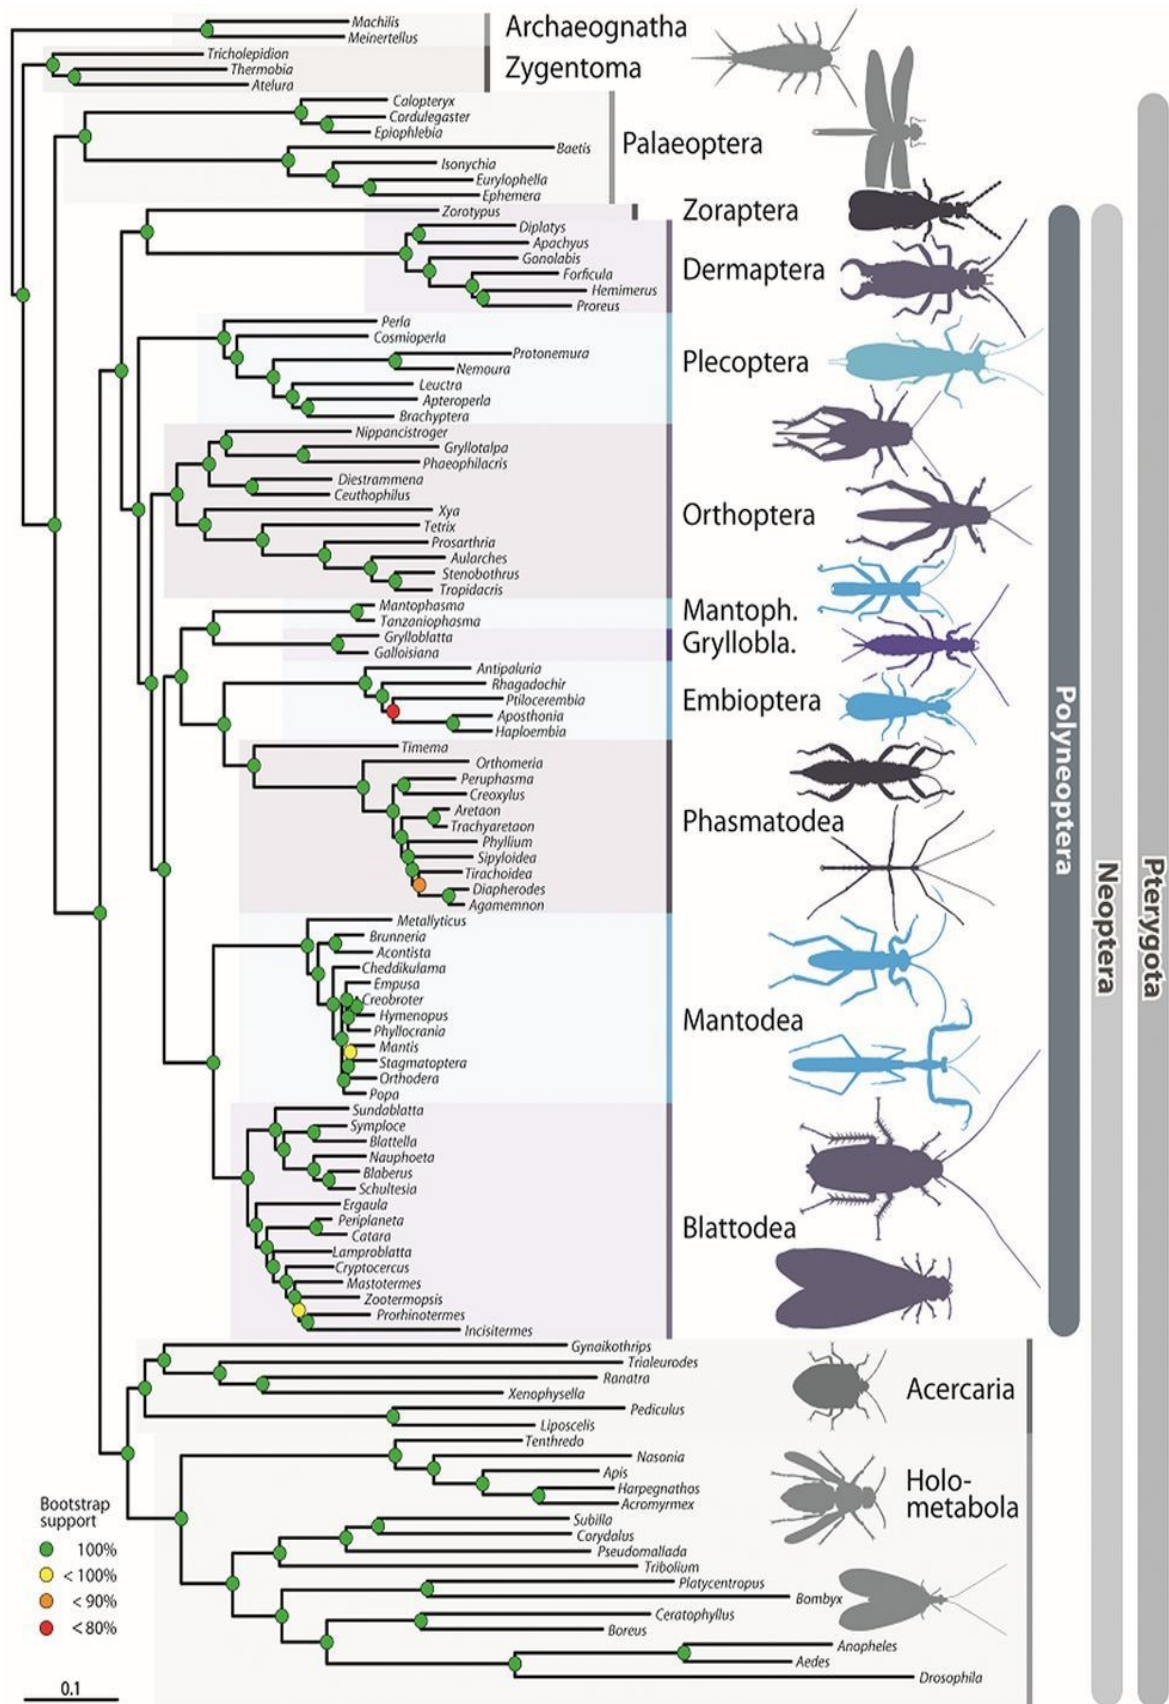 Machilis
Meinertellus
Archaeognatha
Tricholepidion
Thermobia
Atelura
Zygentoma
Calopteryx
Cordulegaster
Epiophlebia
Baetis
Isonychia
Eurylophella
Ephemera
Palaeoptera
Zorotypus
Zoraptera
Diplatys
Apachyus
Gonolabis
Forficula
Hemimerus
Proreus
Dermaptera
Perla
Cosmioperla
Protonemura
Nemoura
Leuctra
Apteroperla
Brachyptera
Plecoptera
Nippancistroger
Gryllotalpa
Phaeophilacris
Diestrammena
Ceuthophilus
Xya
Tetrix
Prosarthria
Aularches
Stenobothrus
Tropidacris
Orthoptera
Mantophasma
Tanzaniophasma
Mantoph.
Grylloblatta
Galloisiana
Gryllobla.
Antipaluria
Rhagadochir
Ptilocerembia
Aposthonia
Haploembia
Embioptera
Timema
Orthomeria
Peruphasma
Creoxylus
Aretaon
Trachyaretaon
Phyllium
Sipyloidea
Tirachoidea
Diapherodes
Agamemnon
Phasmatodea
Metallyticus
Brunneria
Acontista
Cheddikulama
Empusa
Creobroter
Hymenopus
Phyllocrania
Mantis
Stagmatoptera
Orthodera
Popa
Mantodea
Sundablatta
Symploce
Blattella
Nauphoeta
Blaberus
Schultesia
Ergaula
Periplaneta
Catara
Lamproblatta
Cryptocercus
Mastotermes
Zootermopsis
Prorhinotermes
Incisitermes
Blattodea
Polyneoptera
Neoptera
Pterygota
Gynaikothrips
Trialeurodes
Ranatra
Xenophysella
Pediculus
Liposcelis
Acercaria
Tenthredo
Nasonia
Apis
Harpegnathos
Acromyrmex
Subilla
Corydalus
Pseudomallada
Tribolium
Platycentropus
Bombyx
Ceratophyllus
Boreus
Anopheles
Aedes
Drosophila
Holo-
metabola
Bootstrap
support
100%
< 100%
< 90%
<80%
0.1